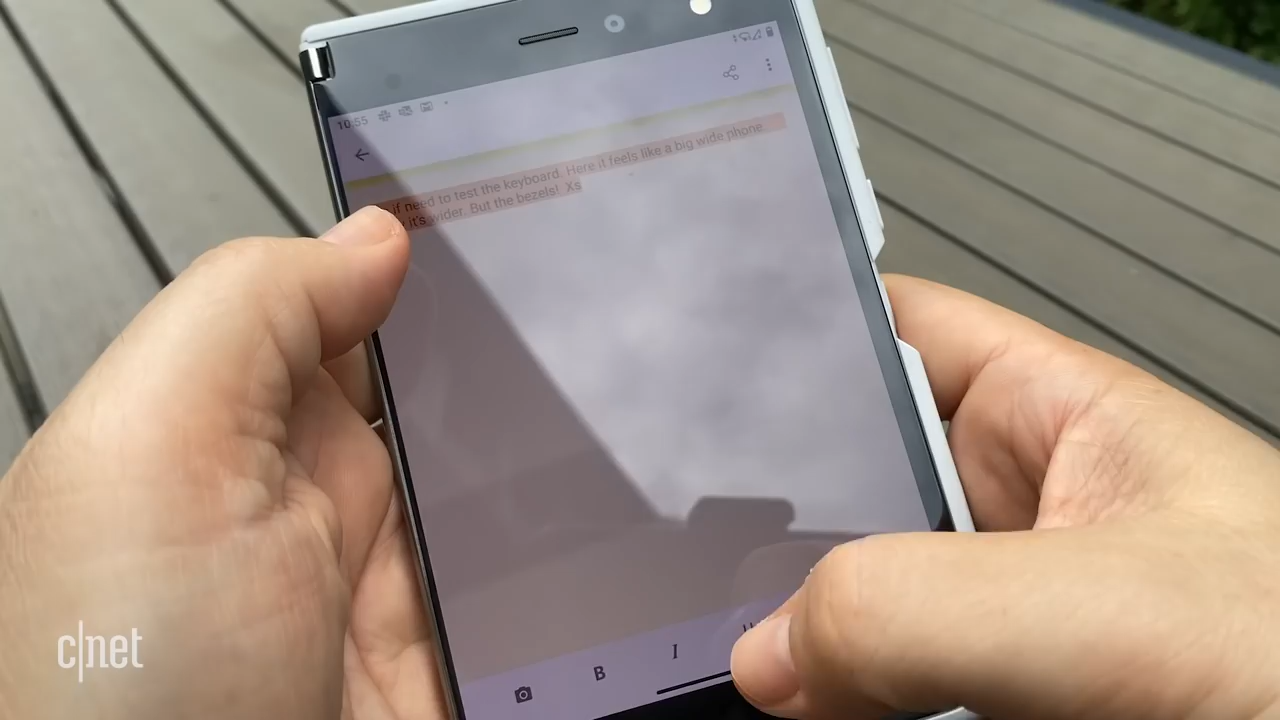 10:55
if need to test the keyboard. Here it feels like a big wide phone
it's wider. But the bezels! Xs
B
I
c|net